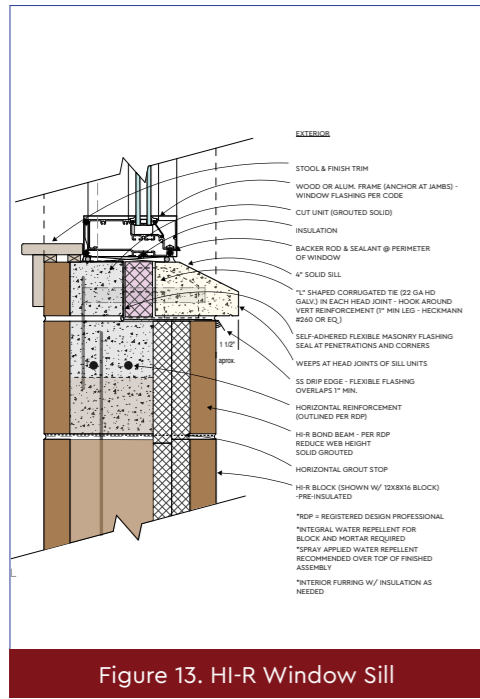 EXTERIOR
STOOL & FINISH TRIM
WOOD OR ALUM. FRAME (ANCHOR AT JAMBS) -
WINDOW FLASHING PER CODE
CUT UNIT (GROUTED SOLID)
INSULATION
BACKER ROD & SEALANT @ PERIMETER
OF WINDOW
4" SOLID SILL
"L" SHAPED CORRUGATED TIE (22 GA HD
GALV.) IN EACH HEAD JOINT - HOOK AROUND
VERT REINFORCEMENT (1" MIN LEG - HECKMANN
#260 OR EQ.)
SELF-ADHERED FLEXIBLE MASONRY FLASHING
SEAL AT PENETRATIONS AND CORNERS
1 1/2"
aprox.
WEEPS AT HEAD JOINTS OF SILL UNITS
SS DRIP EDGE - FLEXIBLE FLASHNG
OVERLAPS 1" MIN.
HORIZONTAL REINFORCEMENT
(OUTLINED PER RDP)
HI-R BOND BEAM - PER RDP
REDUCE WEB HEIGHT
SOLID GROUTED
HORIZONTAL GROUT STOP
HI-R BLOCK (SHOWN W/ 12X8X16 BLOCK)
-PRE-INSULATED
*RDP = REGISTERED DESIGN PROFESSIONAL
*INTEGRAL WATER REPELLENT FOR
BLOCK AND MORTAR REQUIRED
*SPRAY APPLIED WATER REPELLENT
RECOMMENDED OVER TOP OF FINISHED
ASSEMBLY
*INTERIOR FURRING W/ INSULATION AS
NEEDED
Figure 13. HI-R Window Sill